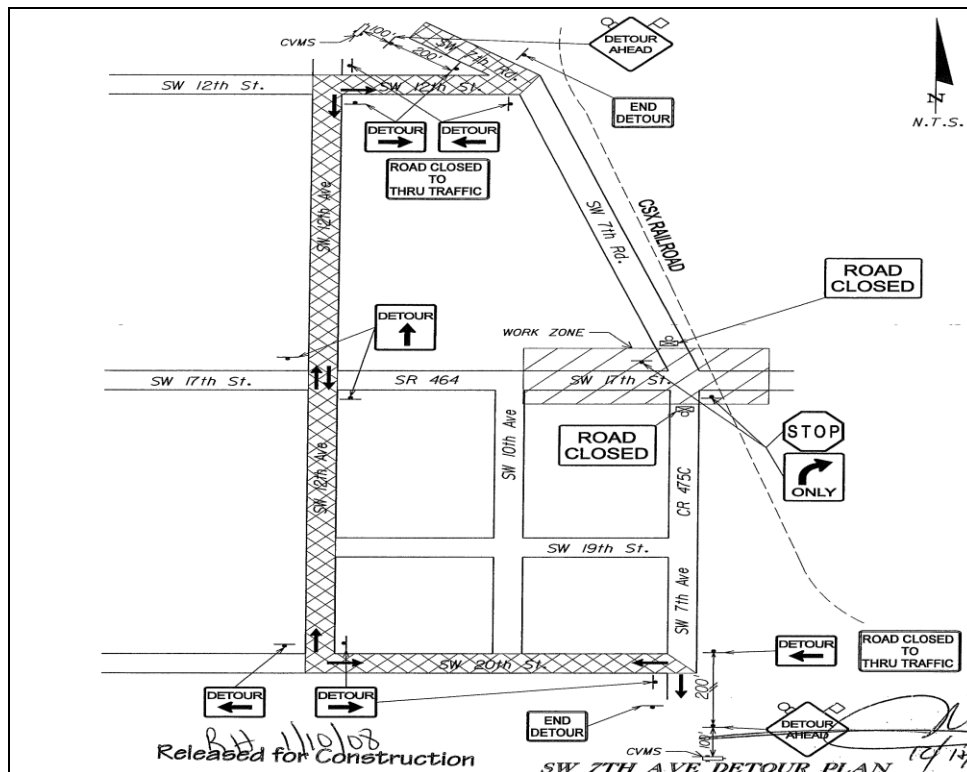 100'
CVMS
200'
SW 7th Rd.
DETOUR
AHEAD
SW 12th St.
SW 12th St.
END
DETOUR
N
N.T.S.
DETOUR
DETOUR
ROAD CLOSED
TO
THRU TRAFFIC
SW 12th Ave
SW 7th Rd.
CSX RAILROAD
ROAD
CLOSED
DETOUR
WORK ZONE
SW 17th St.
SR 464
SW 17th St.
SW 10th Ave
ROAD
CLOSED
STOP
ONLY
SW 12th Ave
CR 475C
SW 19th St.
SW 7th Ave
DETOUR
ROAD CLOSED
TO
THRU TRAFFIC
SW 20th St.
200'
DETOUR
DETOUR
END
DETOUR
DETOUR
AHEAD
100'
RH 1/10/08
Released for Construction
CVMS
SW 7TH AVE DETOUR PLAN